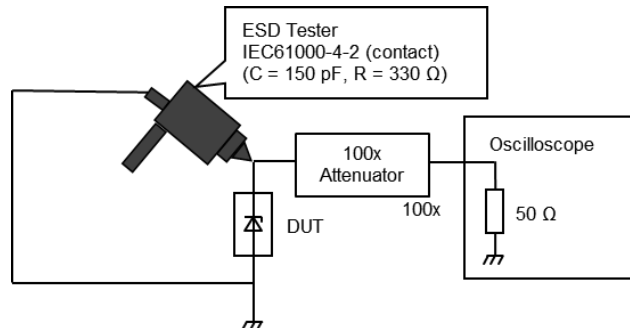 ESD Tester
IEC61000-4-2 (contact)
(C = 150 pF, R = 330 Ω)
100x
Attenuator
100x
Oscilloscope
50 Ω
DUT